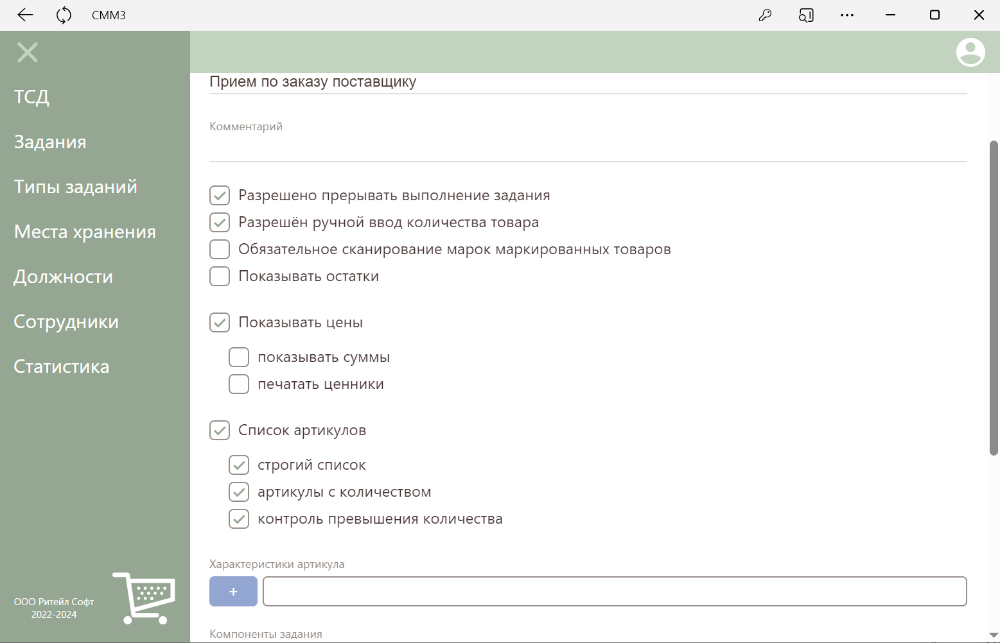 СММ3
ТСД
Задания
Типы заданий
Места хранения
Должности
Сотрудники
Статистика
ООО Ритейл Софт
2022-2024
Прием по заказу поставщику
Комментарий
Разрешено прерывать выполнение задания
Разрешён ручной ввод количества товара
Обязательное сканирование марок маркированных товаров
Показывать остатки
Показывать цены
показывать суммы
печатать ценники
Список артикулов
строгий список
артикулы с количеством
контроль превышения количества
Характеристики артикула
+
Компоненты задания